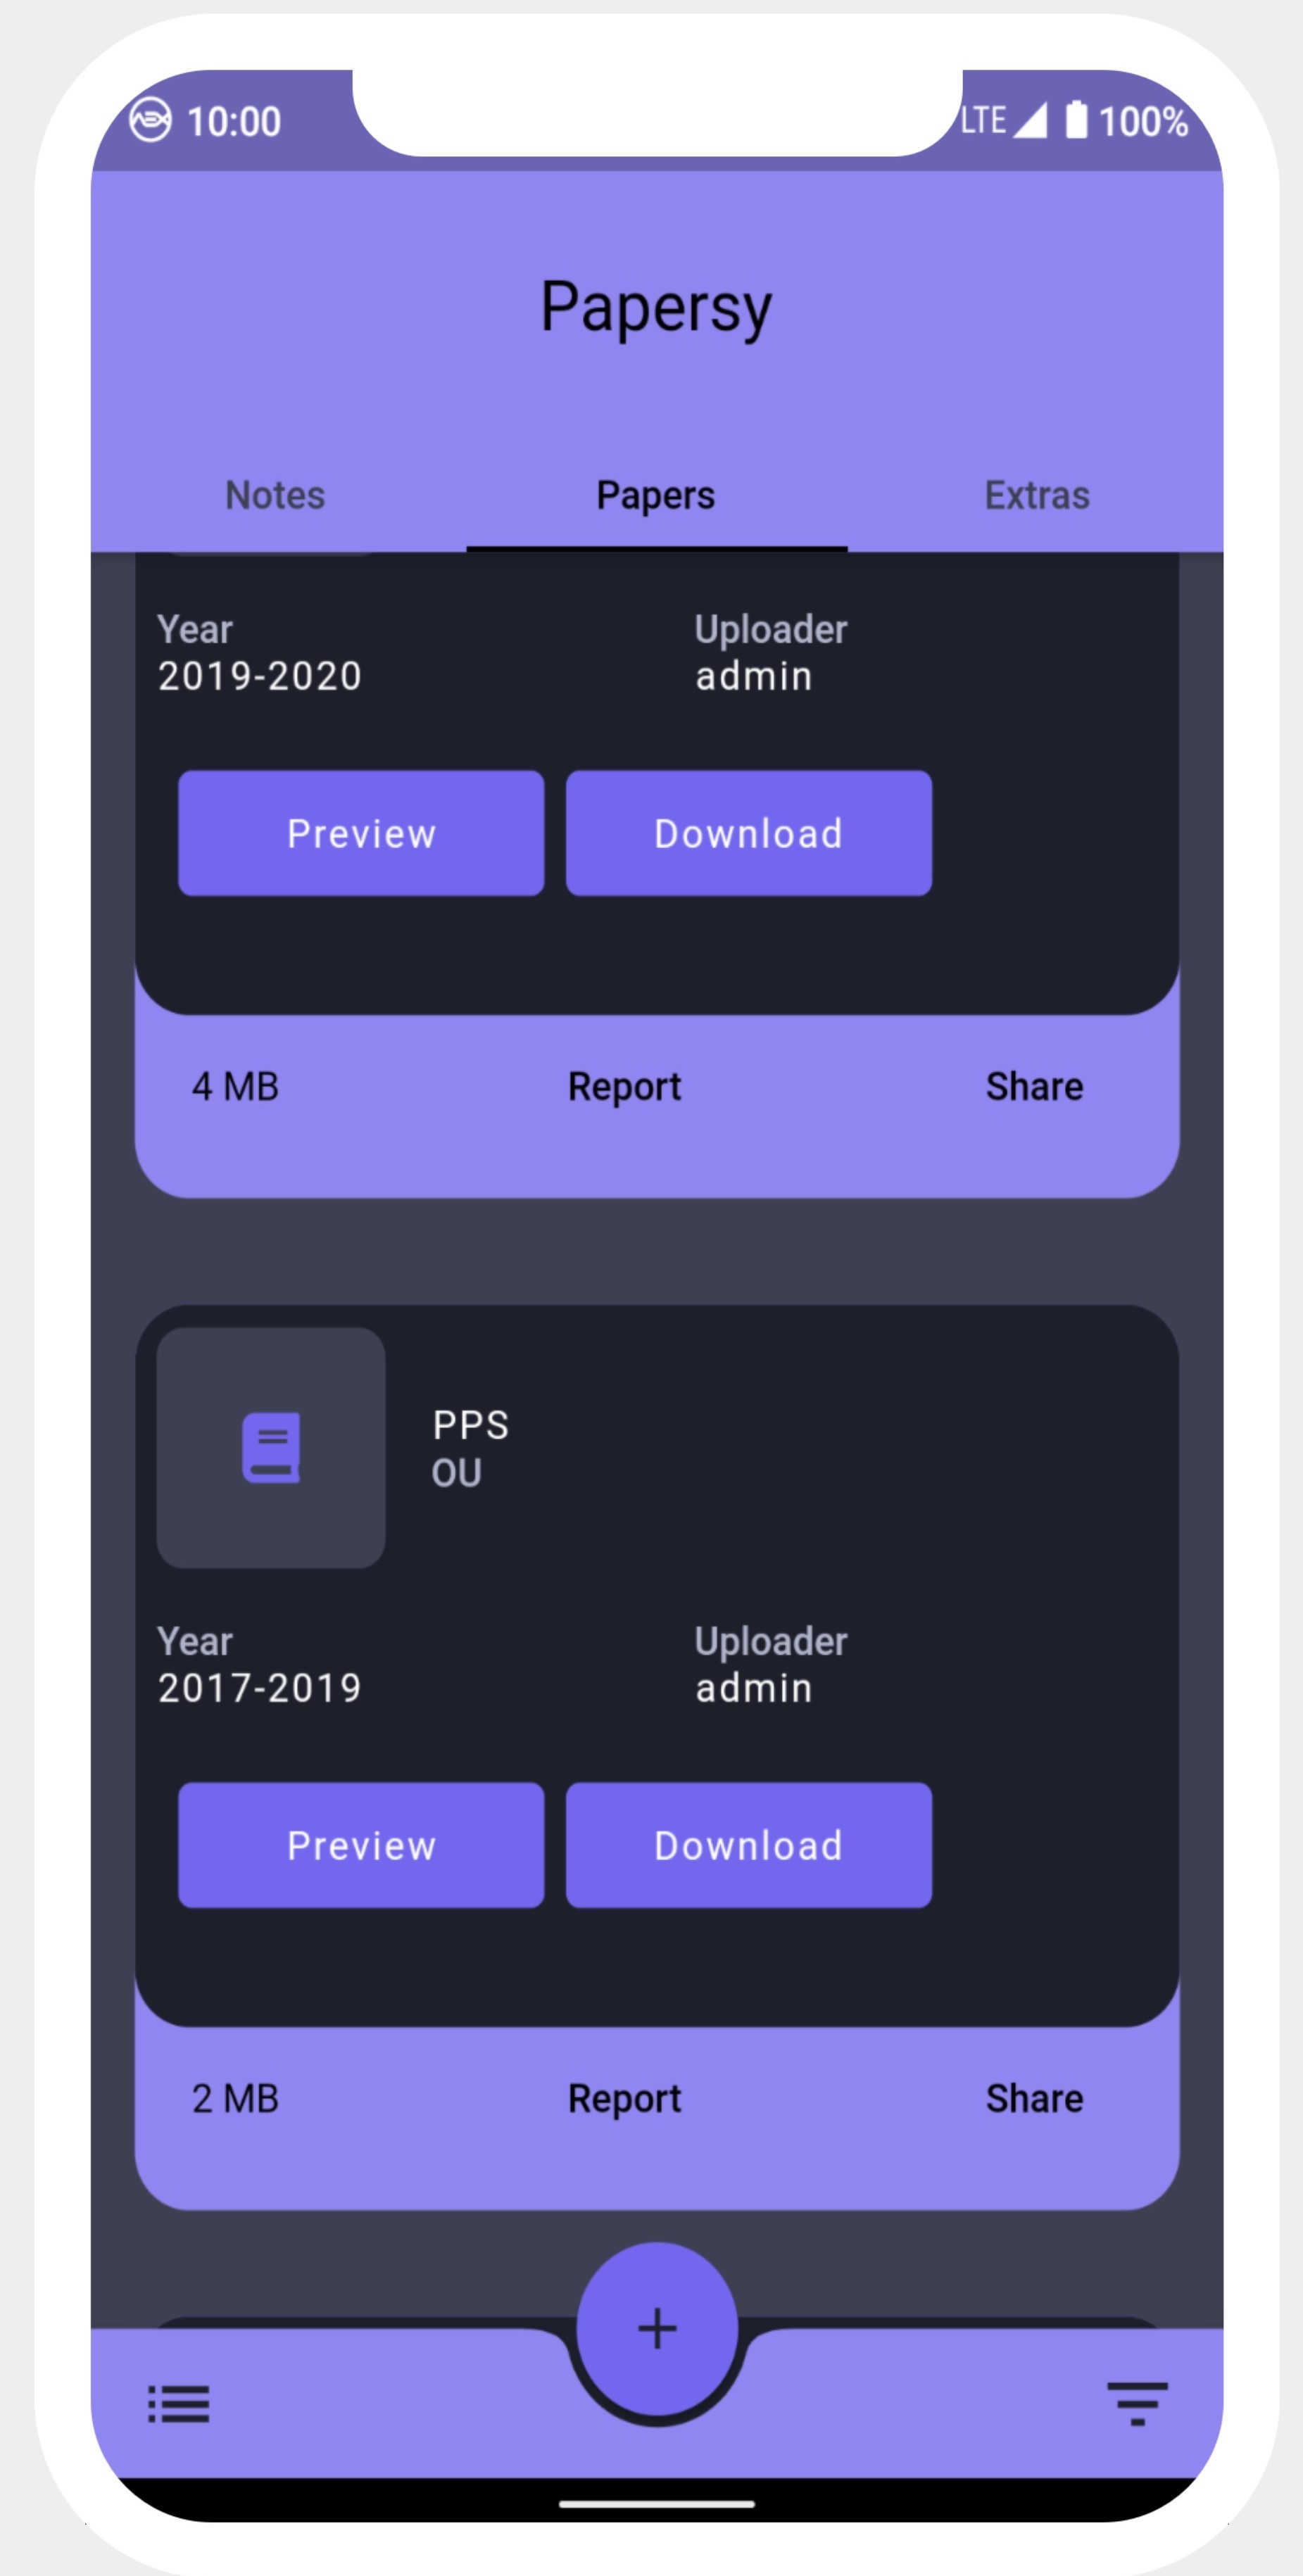 10:00 LTE 100%
Papersy
Notes Papers Extras
Year Uploader
2019-2020 admin
Preview Download
4 MB Report Share
PPS
OU
Year Uploader
2017-2019 admin
Preview Download
2 MB Report Share